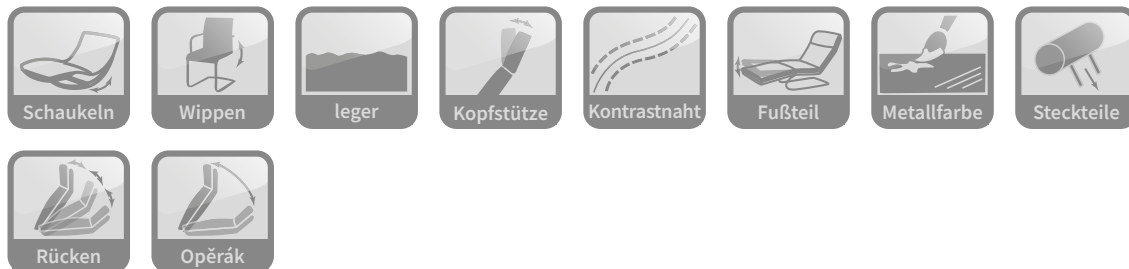 Schaukeln
Wippen
leger
Kopfstütze
Kontrastnaht
Fußteil
Metallfarbe
Steckteile
Rücken
Opěrák